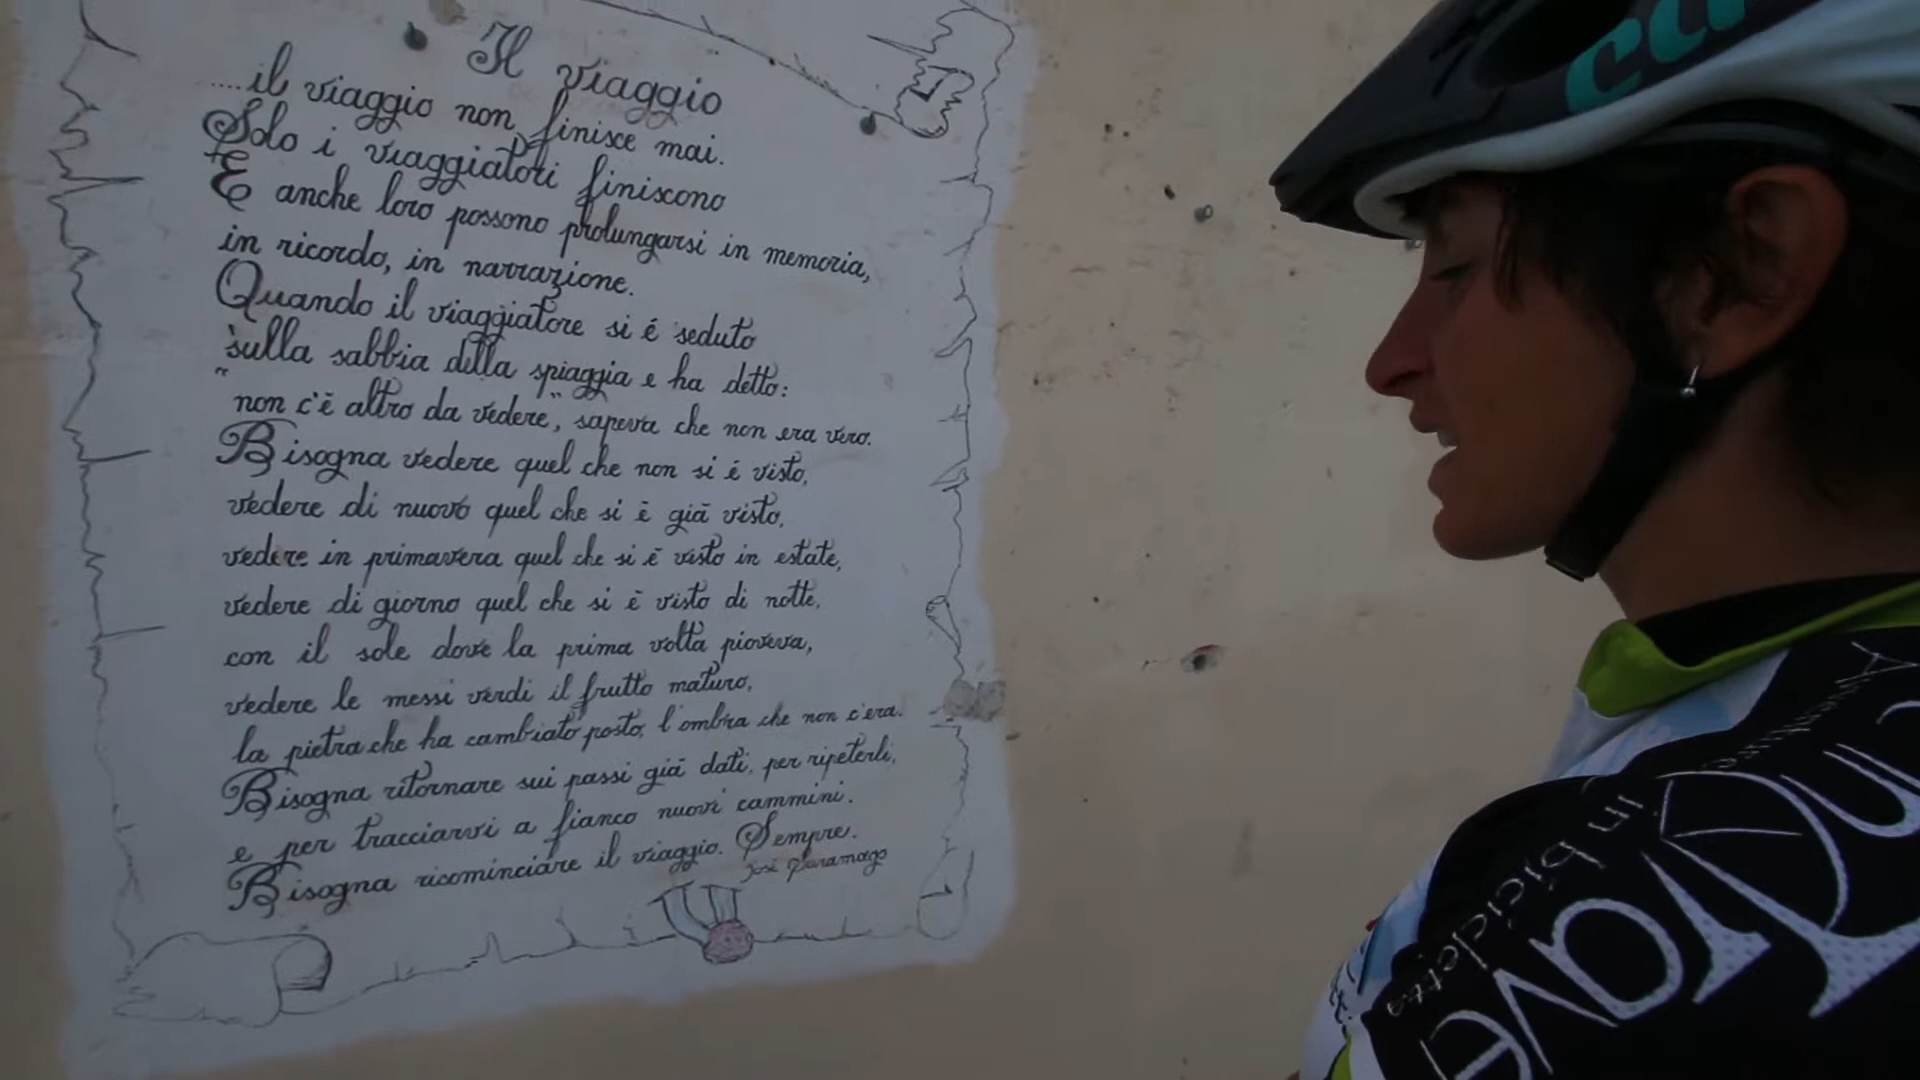 Il viaggio
....il viaggio non finisce mai.
Solo i viaggiatori finiscono
E anche loro possono prolungarsi in memoria,
in ricordo, in narrazione.
Quando il viaggiatore si é seduto
sulla sabbia della spiaggia e ha detto:
"non c'è altro da vedere", sapeva che non era vero.
Bisogna vedere quel che non si é visto,
vedere di nuovo quel che si è già visto,
vedere in primavera quel che si è visto in estate,
vedere di giorno quel che si è visto di notte,
con il sole dove la prima volta pioveva,
vedere le messi verdi il frutto maturo,
la pietra che ha cambiato posto, l'ombra che non c'era.
Bisogna ritornare sui passi già dati, per ripeterli,
e per tracciarvi a fianco nuovi cammini.
Bisogna ricominciare il viaggio. Sempre.
José Saramago
in bicicletta